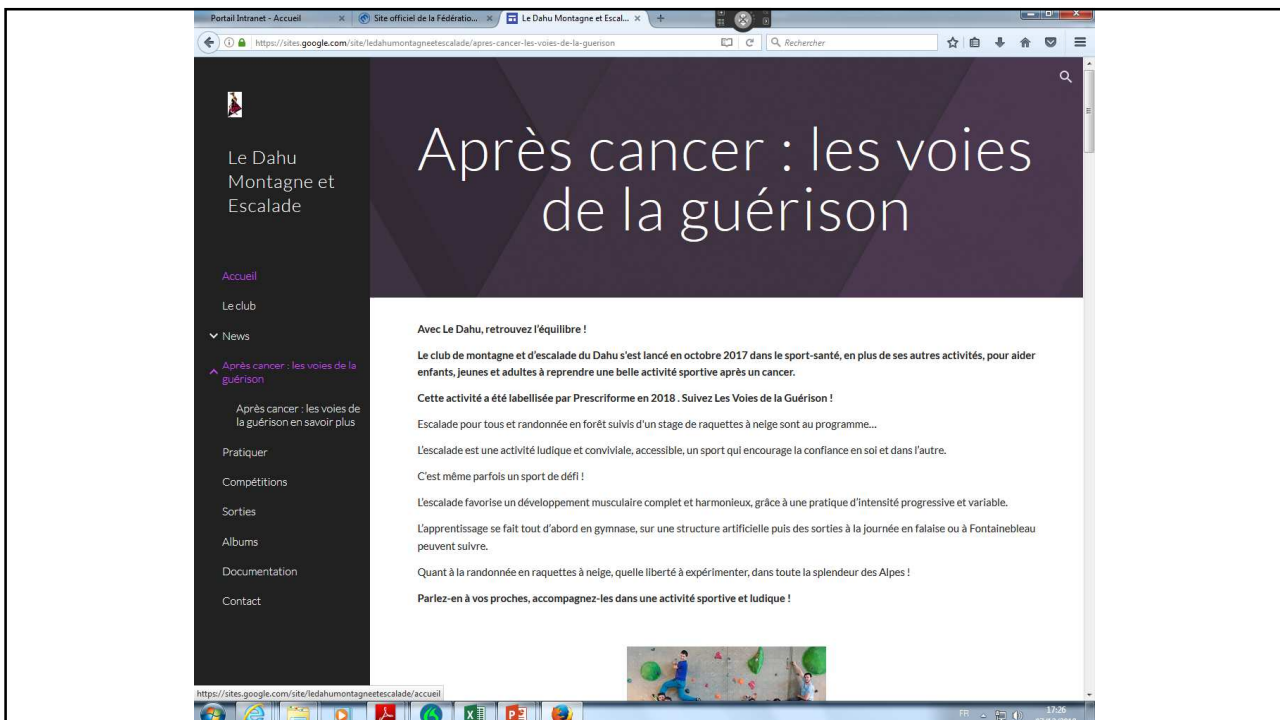 Portail Intranet - Accueil
Site officiel de la Fédératio...
Le Dahu Montagne et Escal...
https://sites.google.com/site/ledahumontagneetescalade/apres-cancer-les-voies-de-la-guerison
Rechercher
Le Dahu
Montagne et
Escalade
Accueil
Le club
News
Après cancer : les voies de la
guérison
Après cancer : les voies de
la guérison en savoir plus
Pratiquer
Compétitions
Sorties
Albums
Documentation
Contact
Après cancer : les voies
de la guérison
Avec Le Dahu, retrouvez l'équilibre !
Le club de montagne et d'escalade du Dahu s'est lancé en octobre 2017 dans le sport-santé, en plus de ses autres activités, pour aider
enfants, jeunes et adultes à reprendre une belle activité sportive après un cancer.
Cette activité a été labellisée par Prescriforme en 2018 . Suivez Les Voies de la Guérison !
Escalade pour tous et randonnée en forêt suivis d'un stage de raquettes à neige sont au programme...
L'escalade est une activité ludique et conviviale, accessible, un sport qui encourage la confiance en soi et dans l'autre.
C'est même parfois un sport de défi !
L'escalade favorise un développement musculaire complet et harmonieux, grâce à une pratique d'intensité progressive et variable.
L'apprentissage se fait tout d'abord en gymnase, sur une structure artificielle puis des sorties à la journée en falaise ou à Fontainebleau
peuvent suivre.
Quant à la randonnée en raquettes à neige, quelle liberté à expérimenter, dans toute la splendeur des Alpes !
Parlez-en à vos proches, accompagnez-les dans une activité sportive et ludique !
https://sites.google.com/site/ledahumontagneetescalade/accueil
FR
17:26